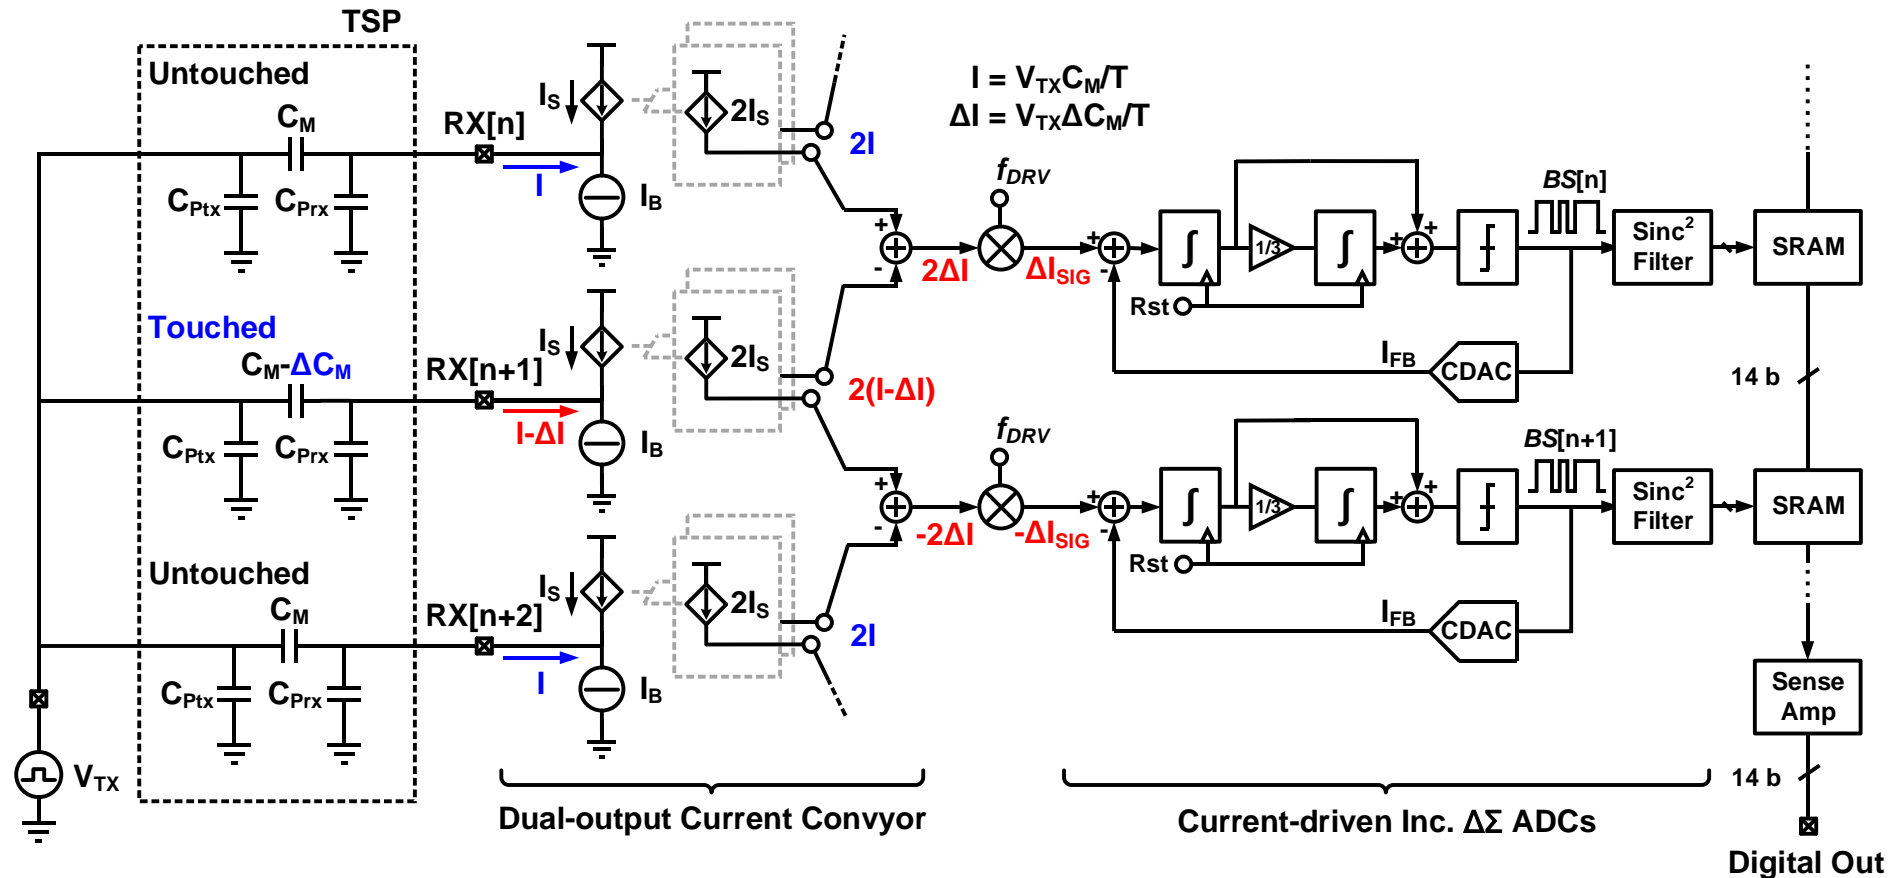 TSP
Untouched
C_M
C_Ptx
C_Prx
RX[n]
I
I_S
I_B
2I_S
2I
I = V_TX C_M/T
ΔI = V_TX ΔC_M/T
+
-
2ΔI
f_DRV
ΔI_SIG
+
-
∫
1/3
∫
+
+
Rst
I_FB
CDAC
BS[n]
Sinc²
Filter
SRAM
14 b
Touched
C_M-ΔC_M
C_Ptx
C_Prx
RX[n+1]
I-ΔI
I_S
I_B
2I_S
2(I-ΔI)
+
-
-2ΔI
f_DRV
-ΔI_SIG
+
-
∫
1/3
∫
+
+
Rst
I_FB
CDAC
BS[n+1]
Sinc²
Filter
SRAM
Untouched
C_M
C_Ptx
C_Prx
RX[n+2]
I
I_S
I_B
2I_S
2I
Sense
Amp
14 b
V_TX
Dual-output Current Convyor
Current-driven Inc. ΔΣ ADCs
Digital Out